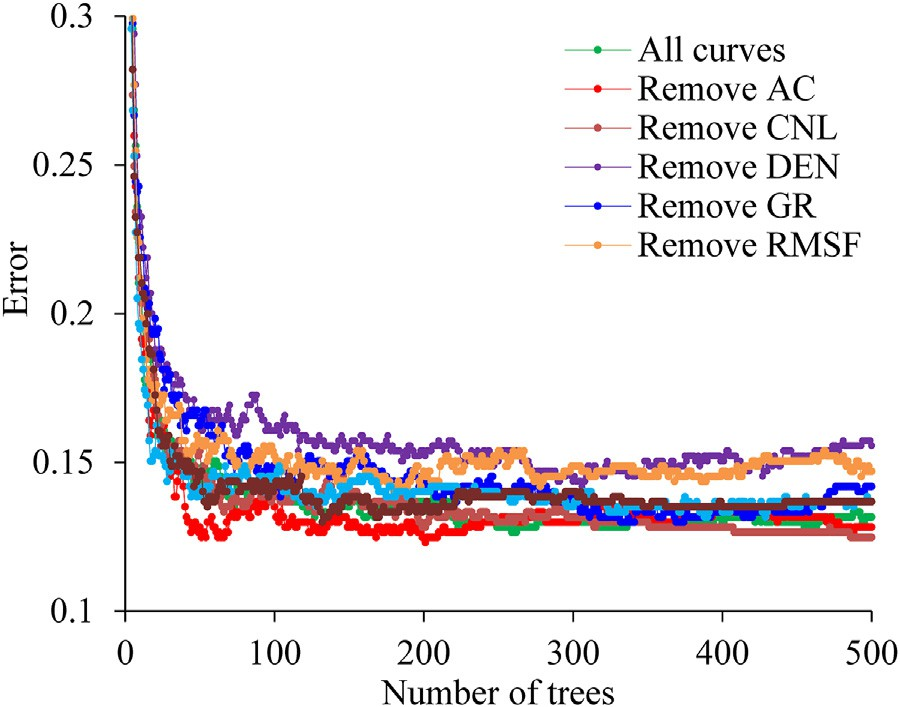 0.3
0.25
0.2
0.15
0.1
Error
0 100 200 300 400 500
Number of trees
All curves
Remove AC
Remove CNL
Remove DEN
Remove GR
Remove RMSF